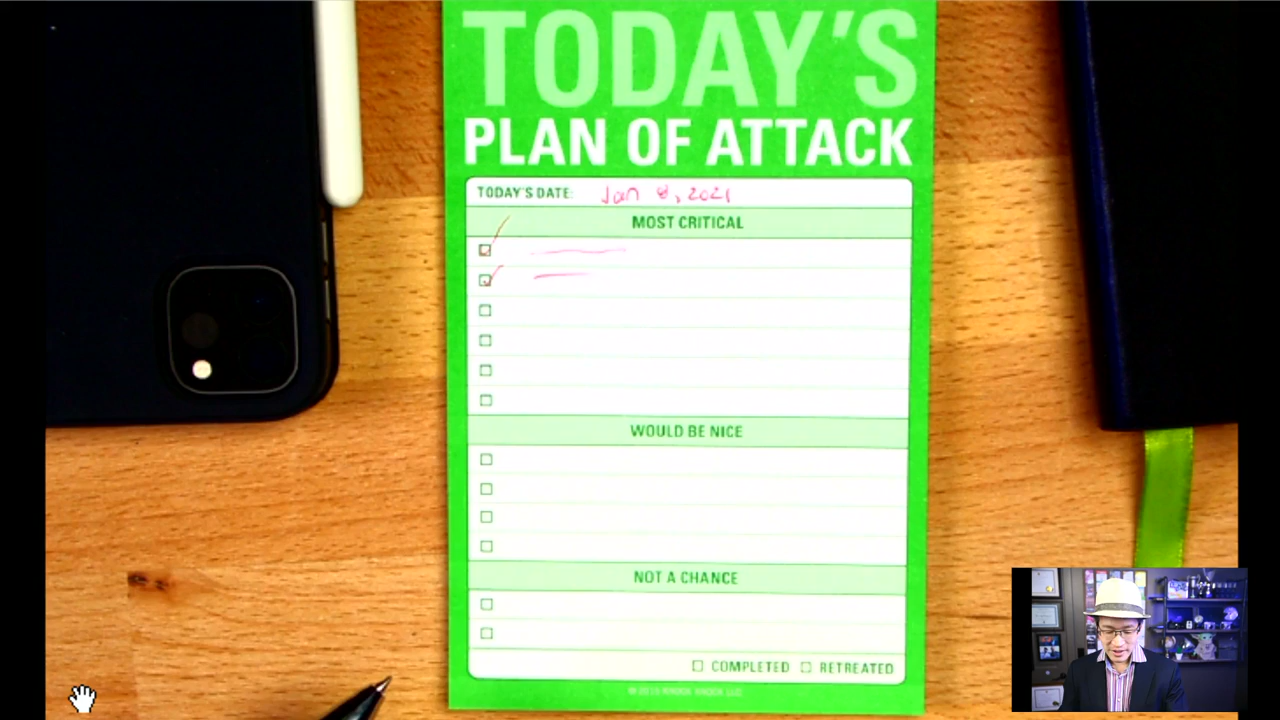 TODAY'S
PLAN OF ATTACK
TODAY'S DATE: Jan 8, 2021
MOST CRITICAL
WOULD BE NICE
NOT A CHANCE
COMPLETED RETREATED